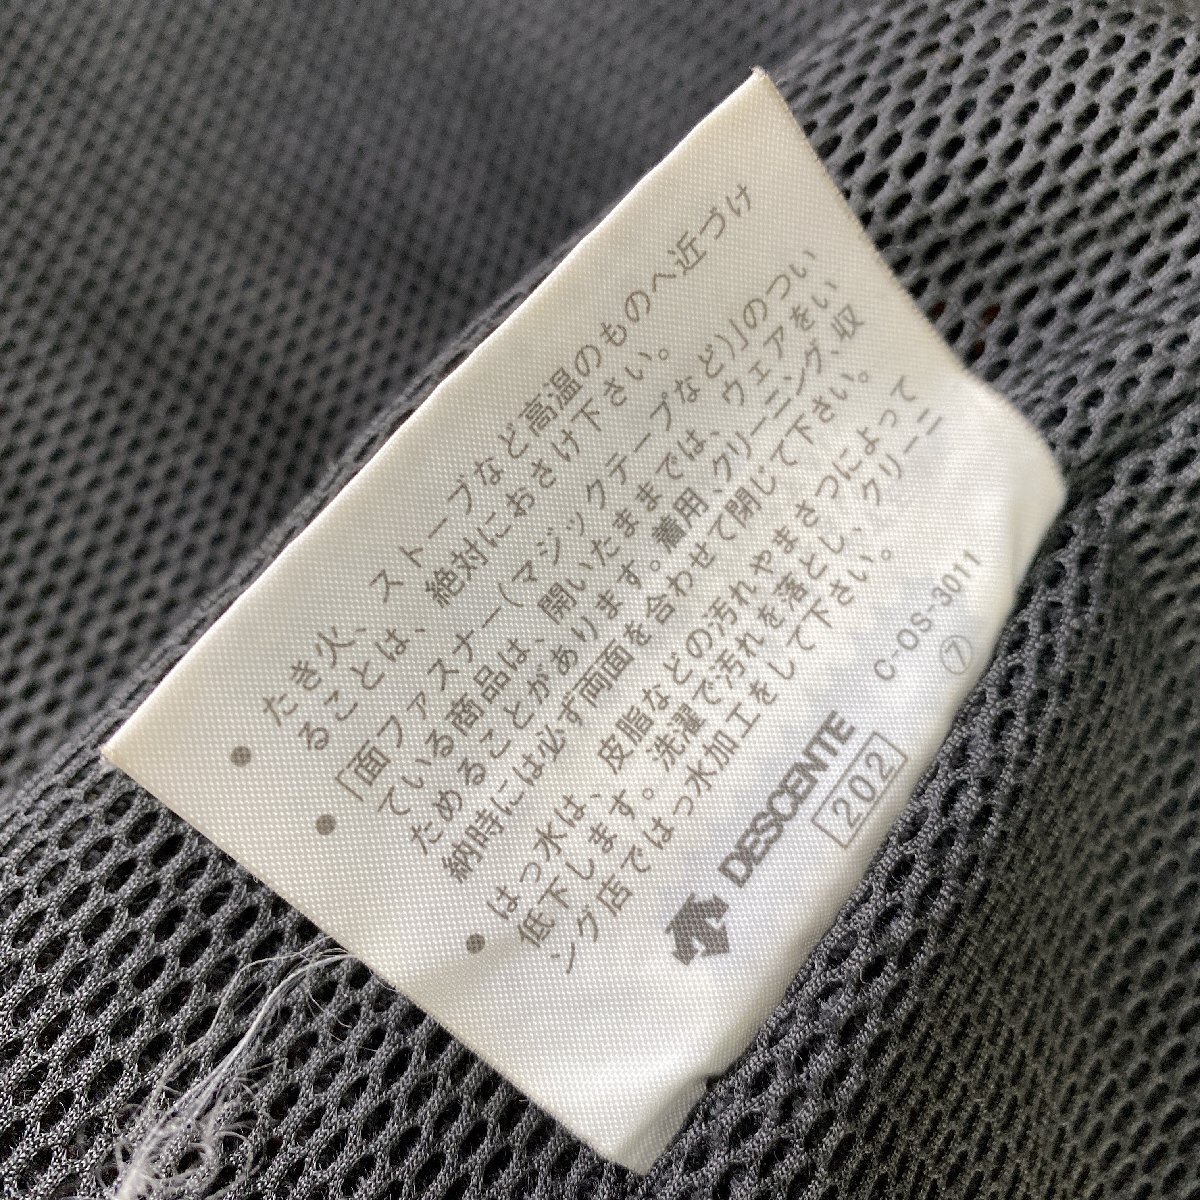 ● たき火、ストーブなど高温のものへ近づけ
ることは、絶対におさけ下さい。
● 「面ファスナー(マジックテープなど)」のつい
ている商品は、開いたままでは、ウェアをい
ためることがあります。着用、クリーニング、収
納時には必ず両面を合わせて閉じて下さい。
● はっ水は、皮脂などの汚れやまさつによって
低下します。洗濯で汚れを落とし、クリーニ
ング店ではっ水加工をして下さい。
DESCENTE C-OS-3011
202 ⑦